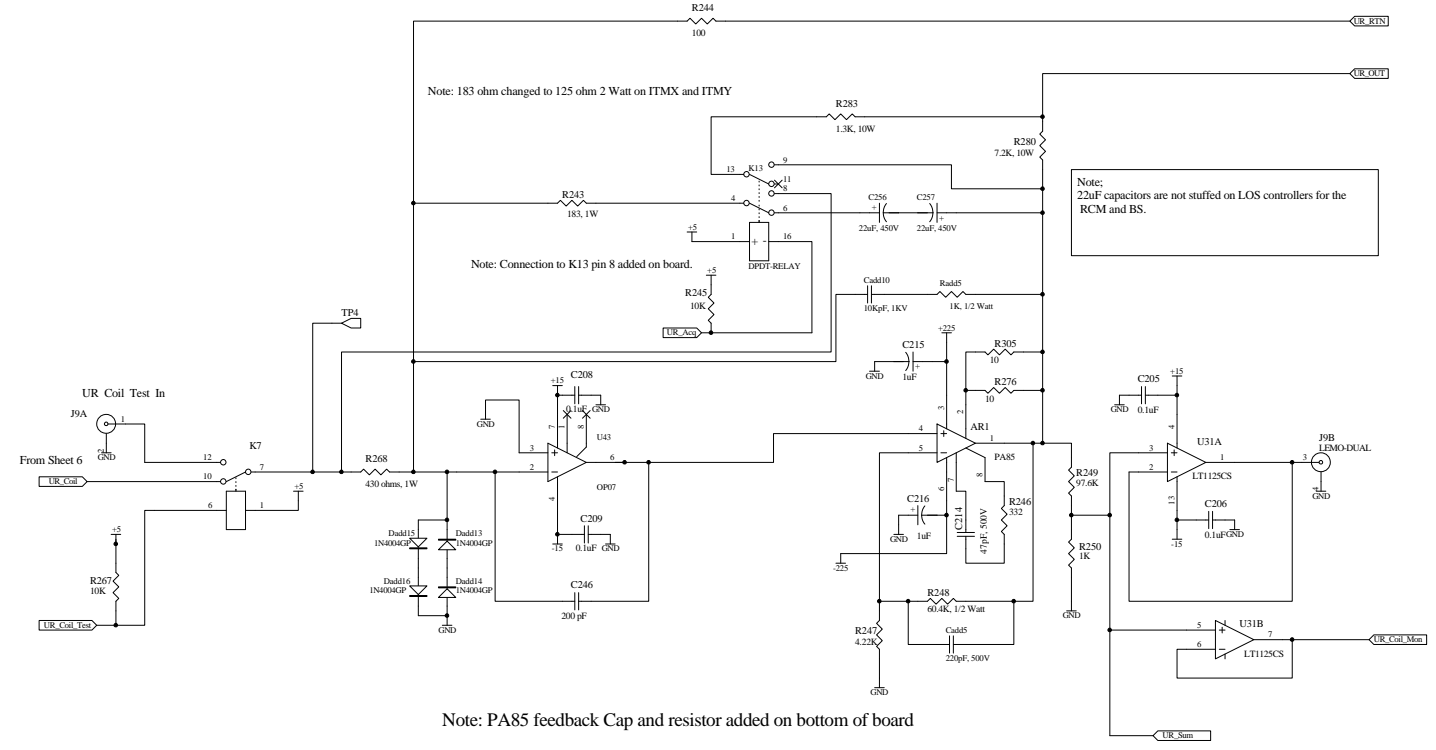 R244
100
UR_RTN
UR_OUT
Note: 183 ohm changed to 125 ohm 2 Watt on ITMX and ITMY
R283
1.3K, 10W
R280
7.2K, 10W
13
K13
9
11
8
Note;
22uF capacitors are not stuffed on LOS controllers for the
RCM and BS.
R243
183, 1W
4
6
C256
+
22uF, 450V
C257
+
22uF, 450V
+5
1
+ -
16
DPDT-RELAY
Note: Connection to K13 pin 8 added on board.
+5
R245
10K
UR_Acq
Cadd10
10KpF, 1KV
Radd5
1K, 1/2 Watt
TP4
+225
C215
+
1uF
GND
R305
10
R276
10
UR Coil Test In
J9A
1
2
GND
From Sheet 6
UR_Coil
12
10
K7
7
6
1
+5
+5
R267
10K
UR_Coil_Test
R268
430 ohms, 1W
+15
C208
0.1uF
GND
GND
7
1
8
U43
3
+
2
-
6
4
OP07
C209
0.1uF
GND
-15
Dadd15
1N4004GP
Dadd13
1N4004GP
Dadd16
1N4004GP
Dadd14
1N4004GP
GND
C246
200 pF
3
2
4
+
5
-
AR1
1
PA85
6
7
8
C216
+
1uF
GND
-225
C214
47pF, 500V
R246
332
R248
60.4K, 1/2 Watt
Cadd5
220pF, 500V
R247
4.22K
GND
R249
97.6K
R250
1K
GND
+15
C205
0.1uF
GND
4
3
+
2
-
U31A
1
LT1125CS
13
C206
0.1uF
GND
-15
J9B
LEMO-DUAL
3
4
GND
5
+
6
-
U31B
7
LT1125CS
UR_Coil_Mon
UR_Sum
Note: PA85 feedback Cap and resistor added on bottom of board